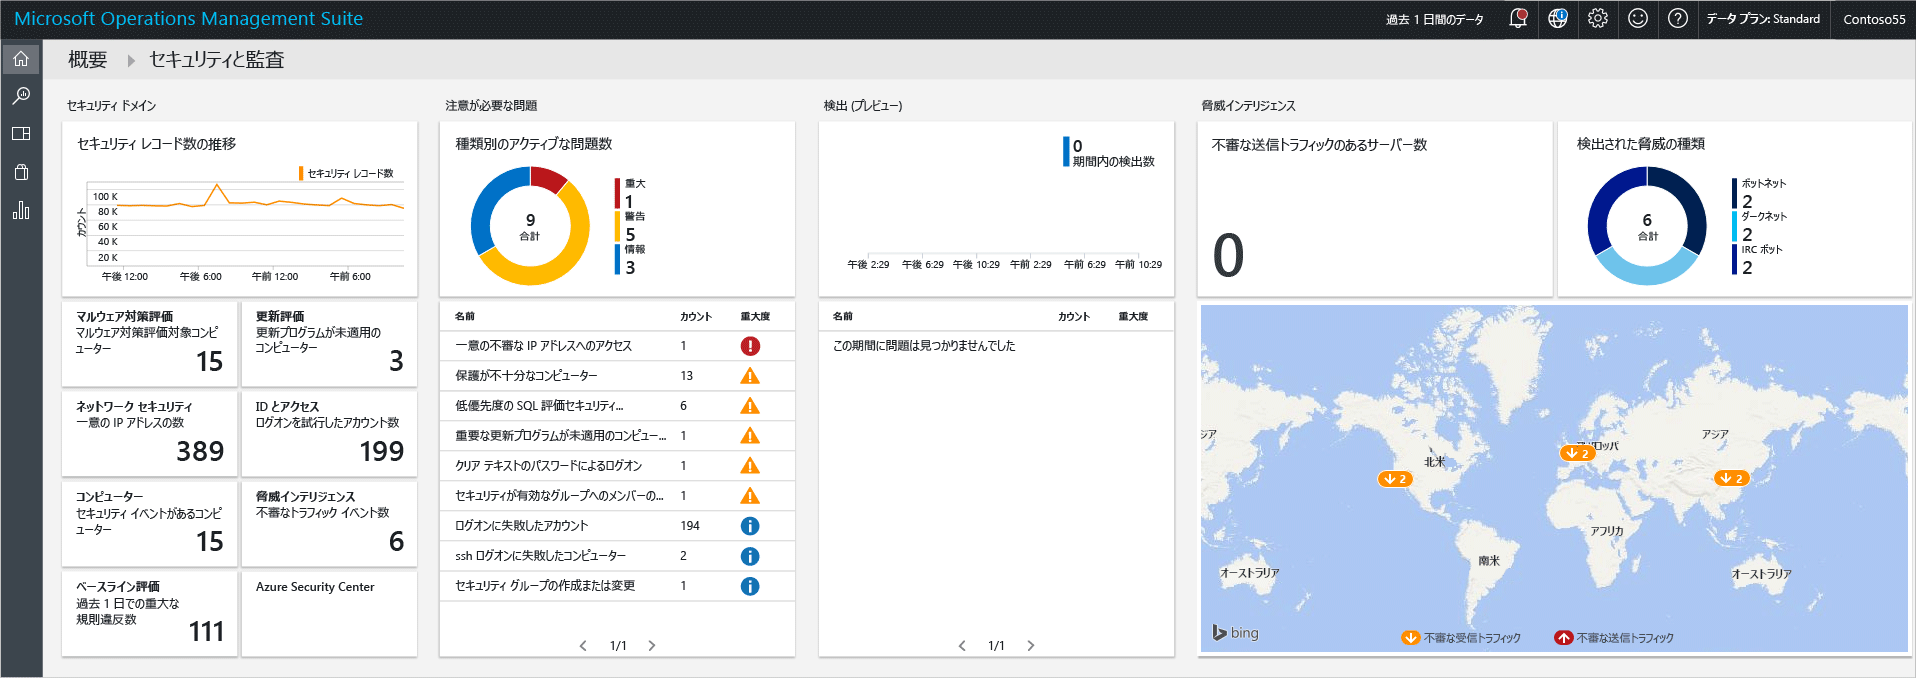 Microsoft Operations Management Suite
過去 1 日間のデータ
データ プラン: Standard
Contoso55
概要
セキュリティと監査
セキュリティ ドメイン
セキュリティ レコード数の推移
セキュリティ レコード数
カウント
100 K
80 K
60 K
40 K
20 K
午後 12:00 午後 6:00 午前 12:00 午前 6:00
マルウェア対策評価
マルウェア対策評価対象コンピ
ューター
15
更新評価
更新プログラムが未適用の
コンピューター
3
ネットワーク セキュリティ
一意の IP アドレスの数
389
ID とアクセス
ログオンを試行したアカウント数
199
コンピューター
セキュリティ イベントがあるコンピ
ューター
15
脅威インテリジェンス
不審なトラフィック イベント数
6
ベースライン評価
過去 1 日での重大な
規則違反数
111
Azure Security Center
注意が必要な問題
種類別のアクティブな問題数
9
合計
重大
1
警告
5
情報
3
名前 カウント 重大度
一意の不審な IP アドレスへのアクセス 1
保護が不十分なコンピューター 13
低優先度の SQL 評価セキュリティ... 6
重要な更新プログラムが未適用のコンピュー... 1
クリア テキストのパスワードによるログオン 1
セキュリティが有効なグループへのメンバーの... 1
ログオンに失敗したアカウント 194
ssh ログオンに失敗したコンピューター 2
セキュリティ グループの作成または変更 1
1/1
検出 (プレビュー)
0
期間内の検出数
午後 2:29 午後 6:29 午後 10:29 午前 2:29 午前 6:29 午前 10:29
名前 カウント 重大度
この期間に問題は見つかりませんでした
1/1
脅威インテリジェンス
不審な送信トラフィックのあるサーバー数
0
検出された脅威の種類
6
合計
ボットネット
2
ダークネット
2
IRC ボット
2
ジア
北米
2
2
アジア
2
アフリカ
南米
オーストラリア
オーストラリア
bing
不審な受信トラフィック
不審な送信トラフィック